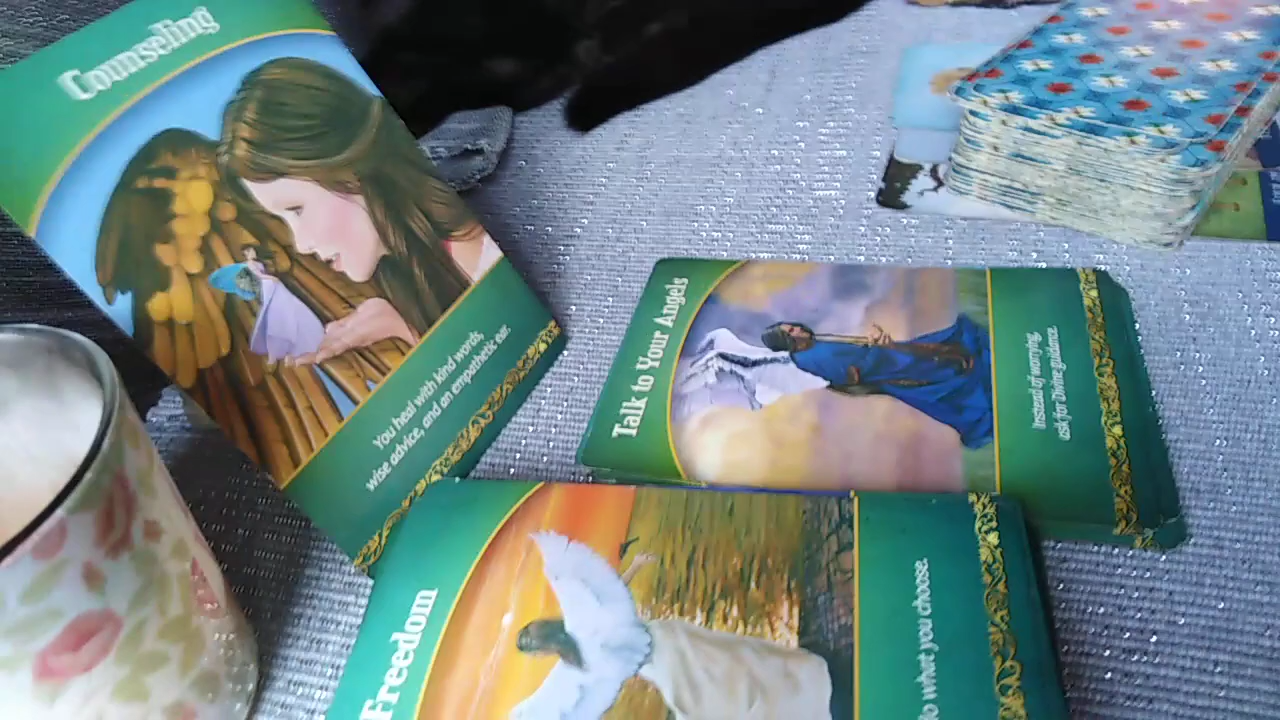 Counseling
You heal with kind words,
wise advice, and an empathetic ear.
Talk to Your Angels
Instead of worrying,
ask for Divine guidance
Freedom
do what you choose.